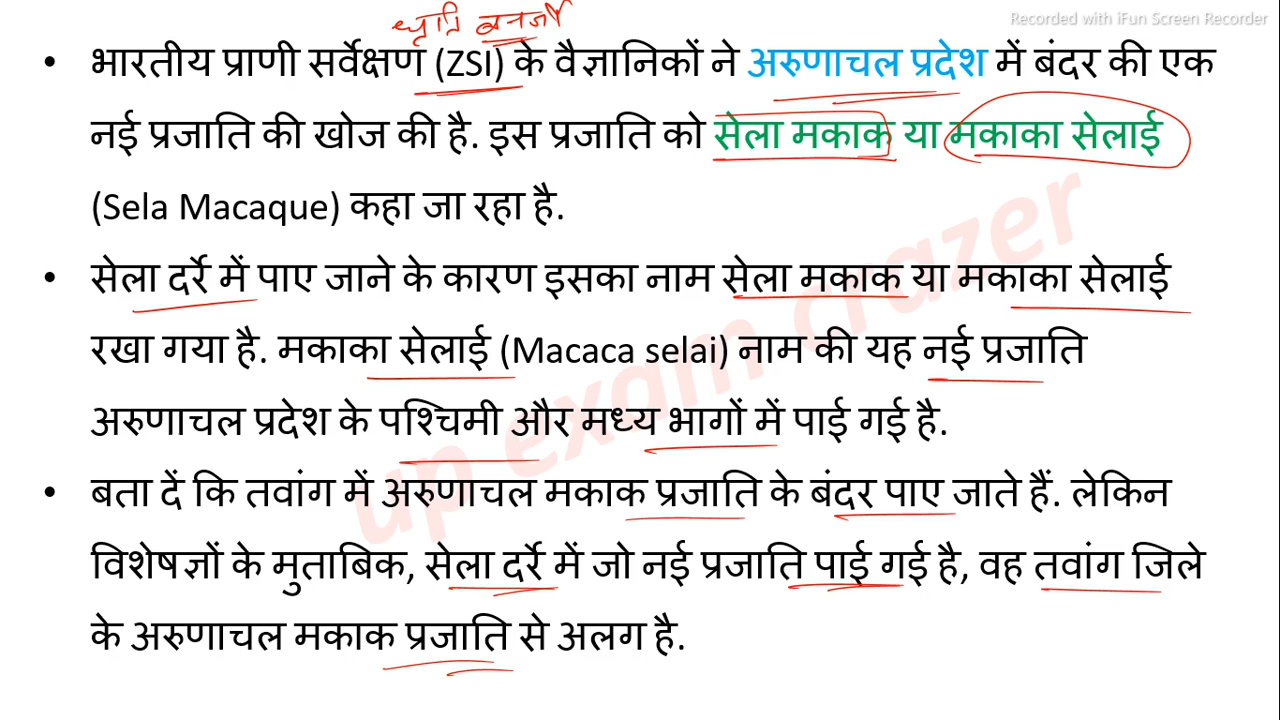 Recorded with iFun Screen Recorder
• भारतीय प्राणी सर्वेक्षण (ZSI) के वैज्ञानिकों ने अरुणाचल प्रदेश में बंदर की एक
नई प्रजाति की खोज की है. इस प्रजाति को सेला मकाक या मकाका सेलाई
(Sela Macaque) कहा जा रहा है.
• सेला दर्रे में पाए जाने के कारण इसका नाम सेला मकाक या मकाका सेलाई
रखा गया है. मकाका सेलाई (Macaca selai) नाम की यह नई प्रजाति
अरुणाचल प्रदेश के पश्चिमी और मध्य भागों में पाई गई है.
• बता दें कि तवांग में अरुणाचल मकाक प्रजाति के बंदर पाए जाते हैं. लेकिन
विशेषज्ञों के मुताबिक, सेला दर्रे में जो नई प्रजाति पाई गई है, वह तवांग जिले
के अरुणाचल मकाक प्रजाति से अलग है.
up exam crazer